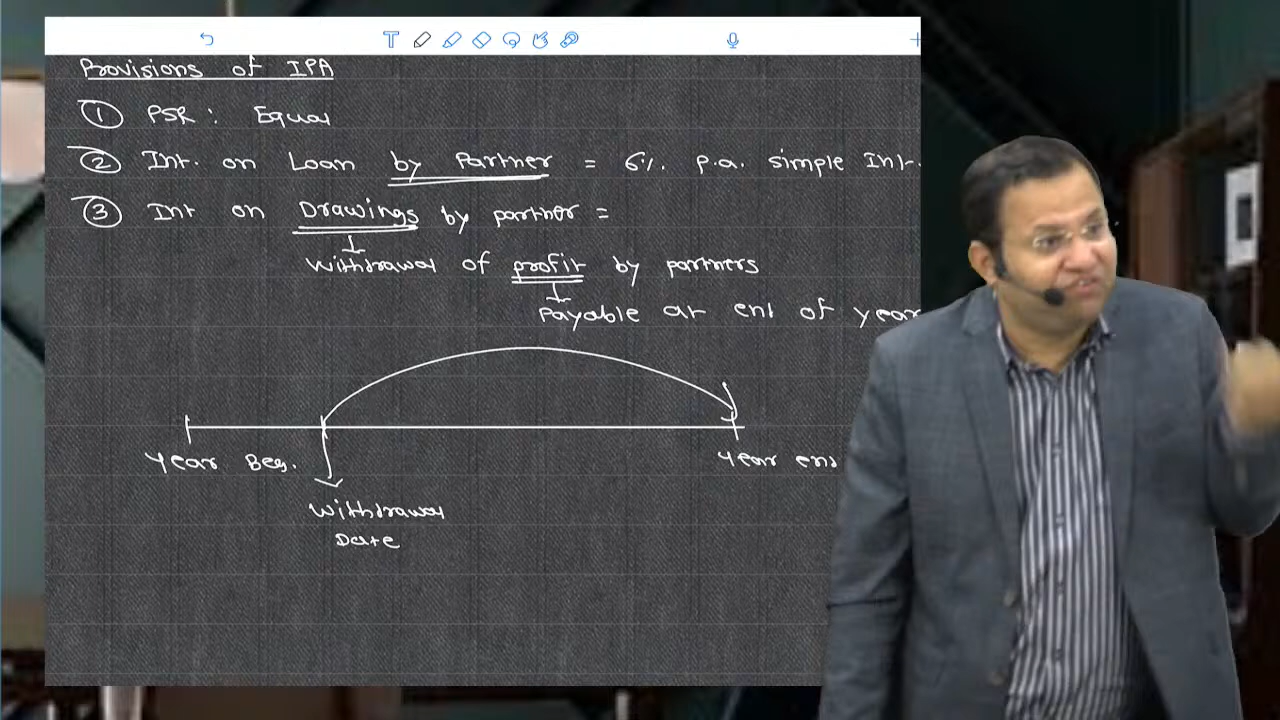 Provisions of IPA
① PSR: Equal
② Int. on Loan by Partner = 6%. p.a. simple Int.
③ Int on Drawings by partner =
Withdrawal of profit by partners
Payable at end of year
Year Beg.
Year end
Withdrawal
Date